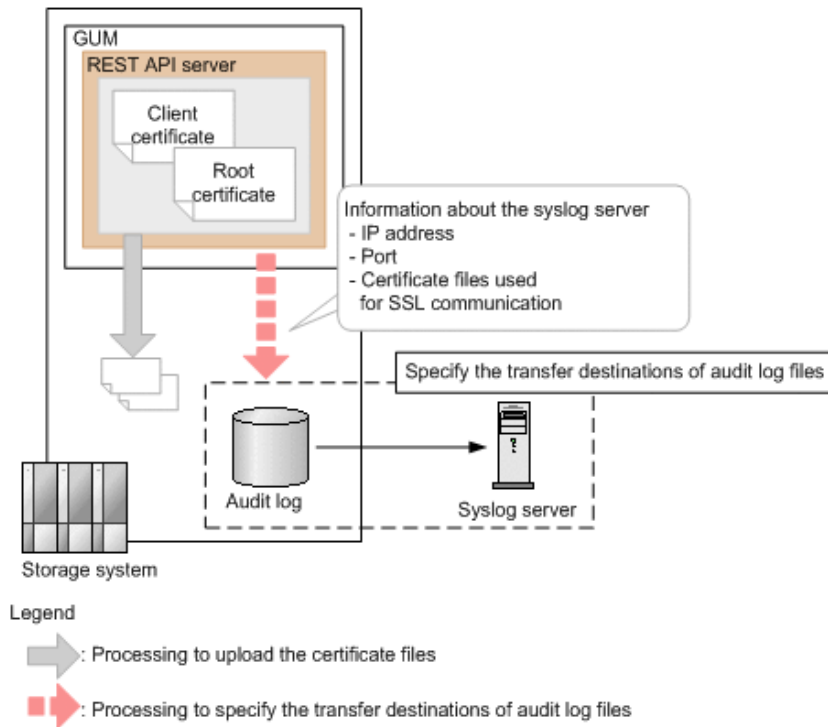 GUM
REST API server
Client
certificate
Root
certificate
Information about the syslog server
- IP address
- Port
- Certificate files used
for SSL communication
Specify the transfer destinations of audit log files
Audit log
Syslog server
Storage system
Legend
: Processing to upload the certificate files
: Processing to specify the transfer destinations of audit log files